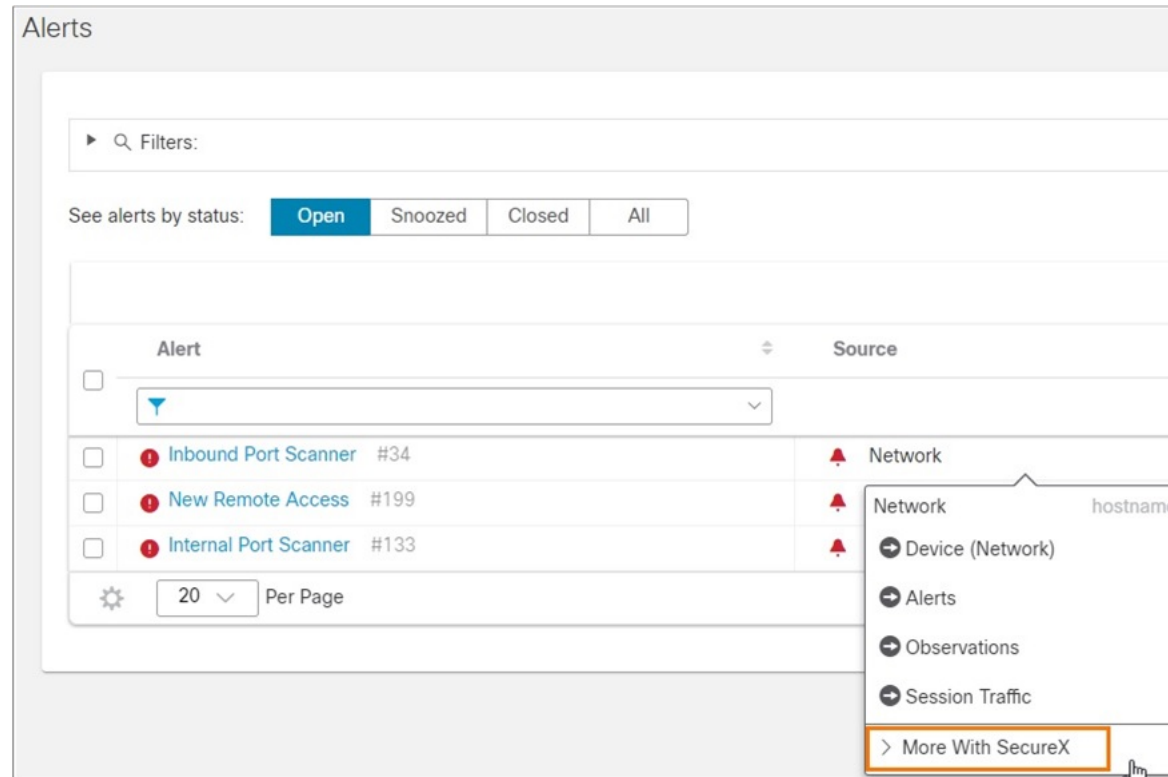 Alerts
Filters:
See alerts by status: Open Snoozed Closed All
Alert Source
Inbound Port Scanner #34 Network
New Remote Access #199
Internal Port Scanner #133
20 Per Page
Network hostname
Device (Network)
Alerts
Observations
Session Traffic
More With SecureX